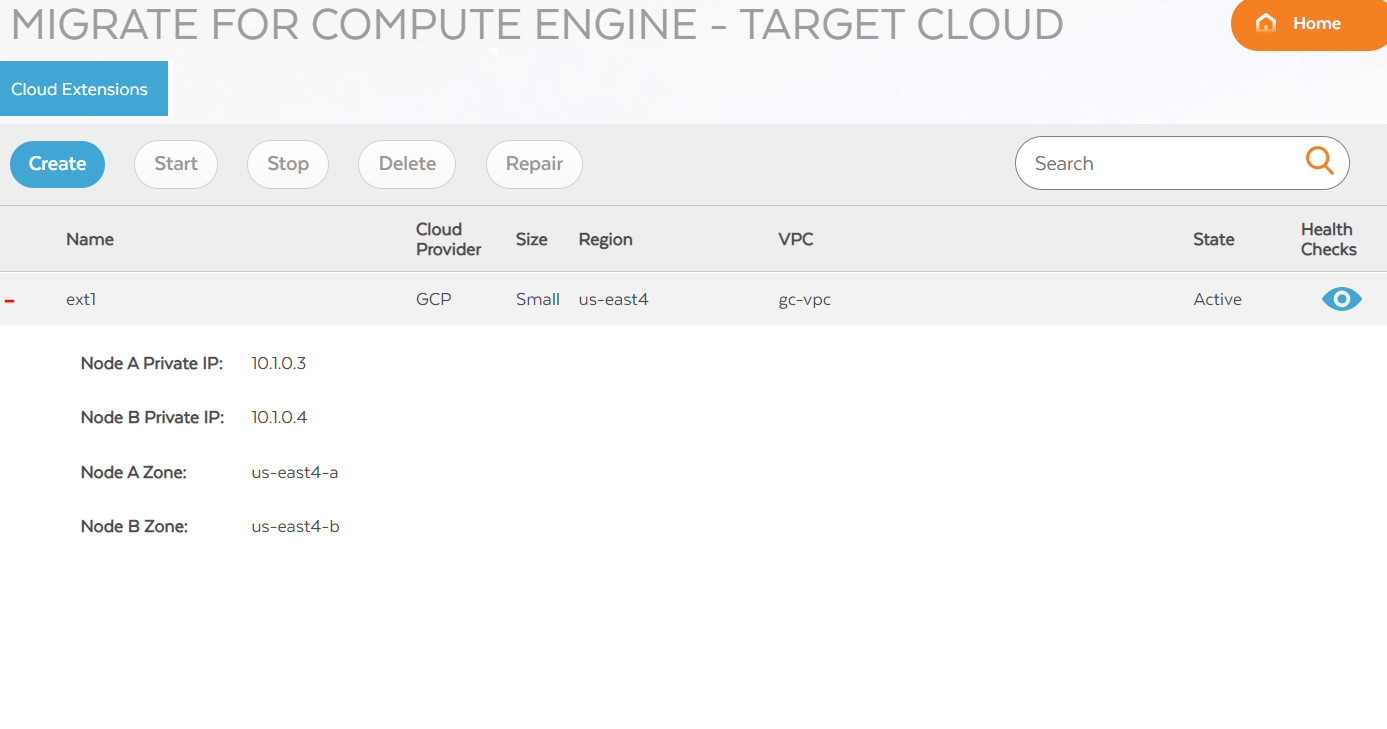 MIGRATE FOR COMPUTE ENGINE - TARGET CLOUD
Home
Cloud Extensions
Create Start Stop Delete Repair Search
Name Cloud Provider Size Region VPC State Health Checks
ext1 GCP Small us-east4 gc-vpc Active
Node A Private IP: 10.1.0.3
Node B Private IP: 10.1.0.4
Node A Zone: us-east4-a
Node B Zone: us-east4-b